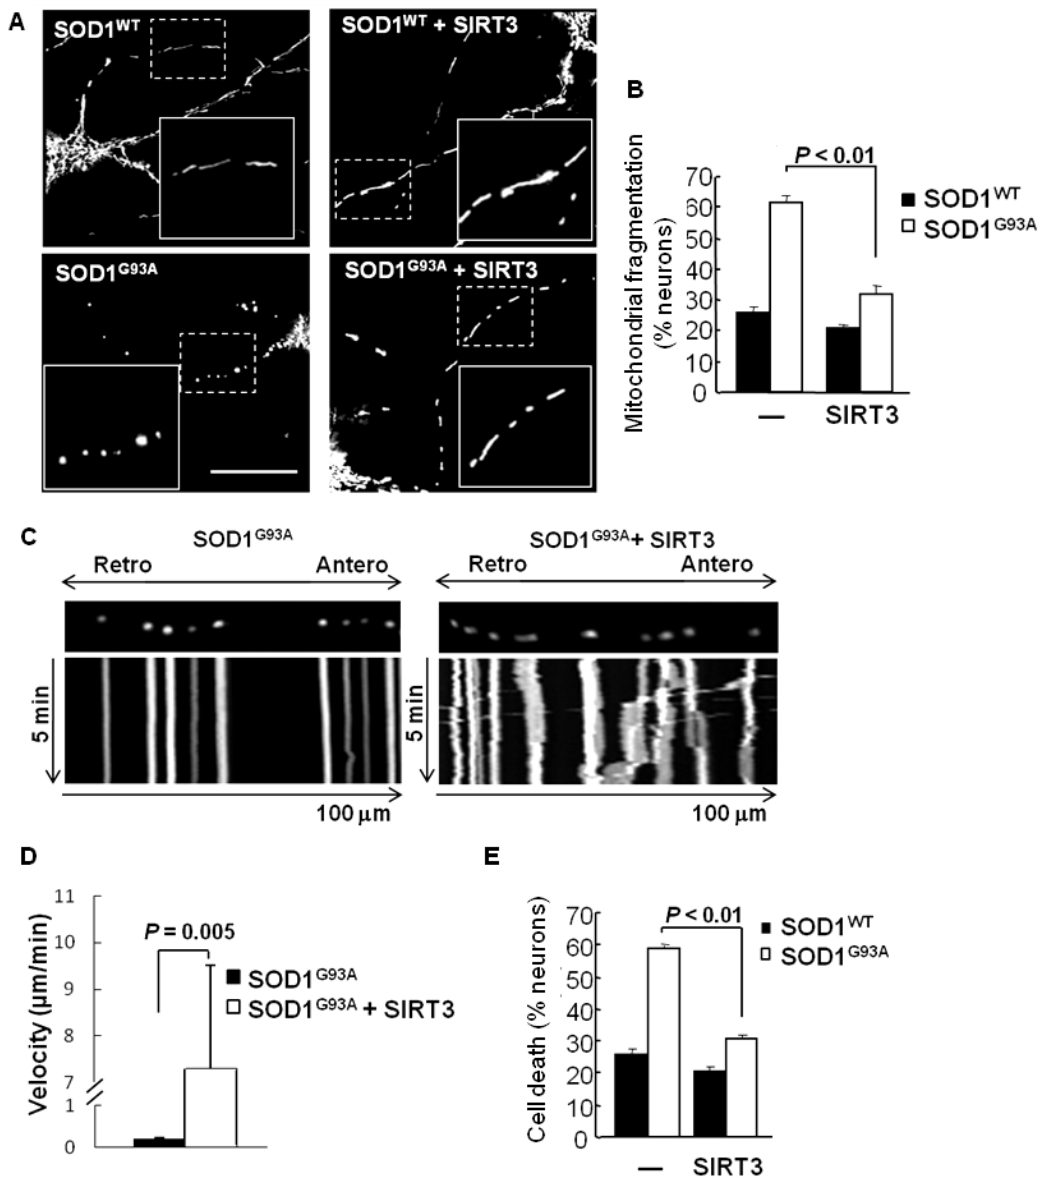 A
SOD1WT
SOD1WT + SIRT3
SOD1G93A
SOD1G93A + SIRT3
B
P < 0.01
Mitochondrial fragmentation
(% neurons)
70
60
50
40
30
20
10
0
— SIRT3
SOD1WT
SOD1G93A
C
SOD1G93A
SOD1G93A+ SIRT3
Retro Antero
Retro Antero
5 min
5 min
100 µm
100 µm
D
Velocity (µm/min)
11
10
9
8
7
1
0
P = 0.005
SOD1G93A
SOD1G93A + SIRT3
E
Cell death (% neurons)
70
60
50
40
30
20
10
0
P < 0.01
SOD1WT
SOD1G93A
— SIRT3